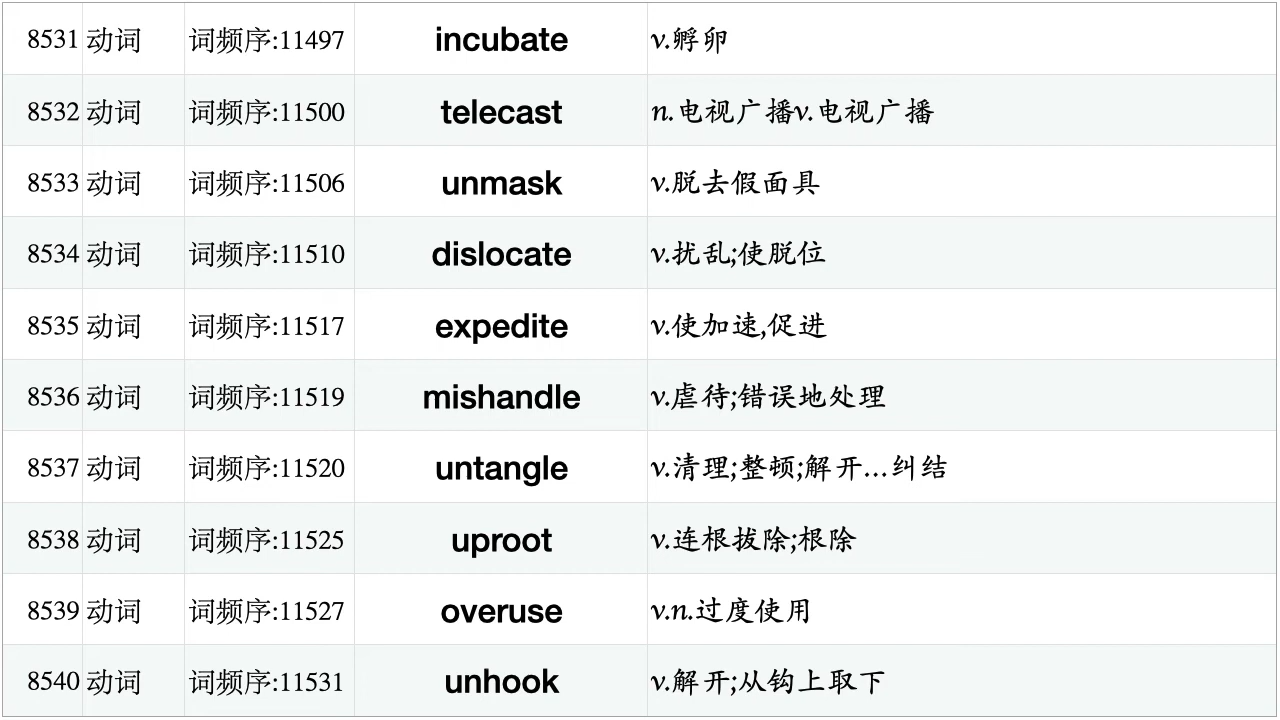 8531 动词 词频序:11497 incubate v.孵卵
8532 动词 词频序:11500 telecast n.电视广播v.电视广播
8533 动词 词频序:11506 unmask v.脱去假面具
8534 动词 词频序:11510 dislocate v.扰乱;使脱位
8535 动词 词频序:11517 expedite v.使加速,促进
8536 动词 词频序:11519 mishandle v.虐待;错误地处理
8537 动词 词频序:11520 untangle v.清理;整顿;解开...纠结
8538 动词 词频序:11525 uproot v.连根拔除;根除
8539 动词 词频序:11527 overuse v.n.过度使用
8540 动词 词频序:11531 unhook v.解开;从钩上取下